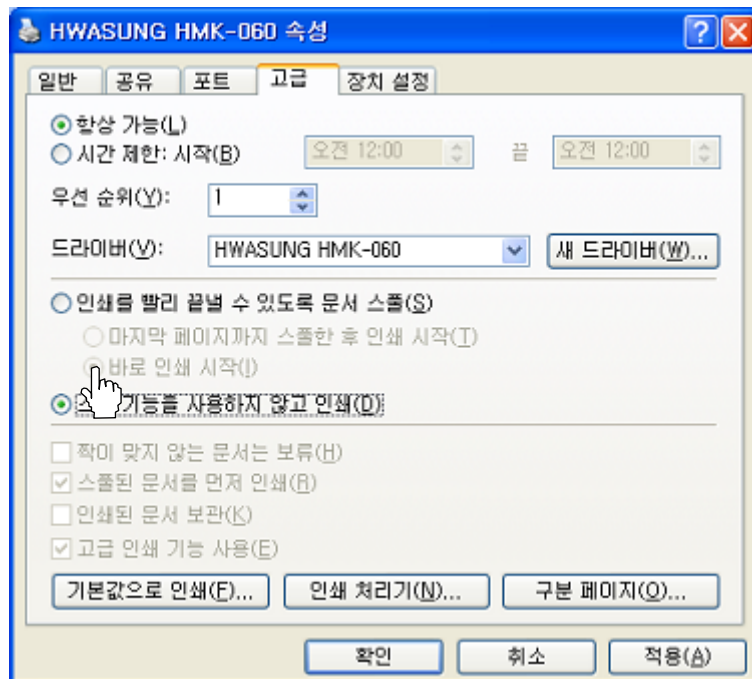 HWASUNG HMK-060 속성
일반 공유 포트 고급 장치 설정
항상 가능(L)
시간 제한: 시작(B) 오전 12:00 끝 오전 12:00
우선 순위(Y): 1
드라이버(V): HWASUNG HMK-060 새 드라이버(W)...
인쇄를 빨리 끝낼 수 있도록 문서 스풀(S)
마지막 페이지까지 스풀한 후 인쇄 시작(T)
바로 인쇄 시작(I)
기능을 사용하지 않고 인쇄(D)
짝이 맞지 않는 문서는 보류(H)
스풀된 문서를 먼저 인쇄(R)
인쇄된 문서 보관(K)
고급 인쇄 기능 사용(E)
기본값으로 인쇄(F)... 인쇄 처리기(N)... 구분 페이지(O)...
확인 취소 적용(A)